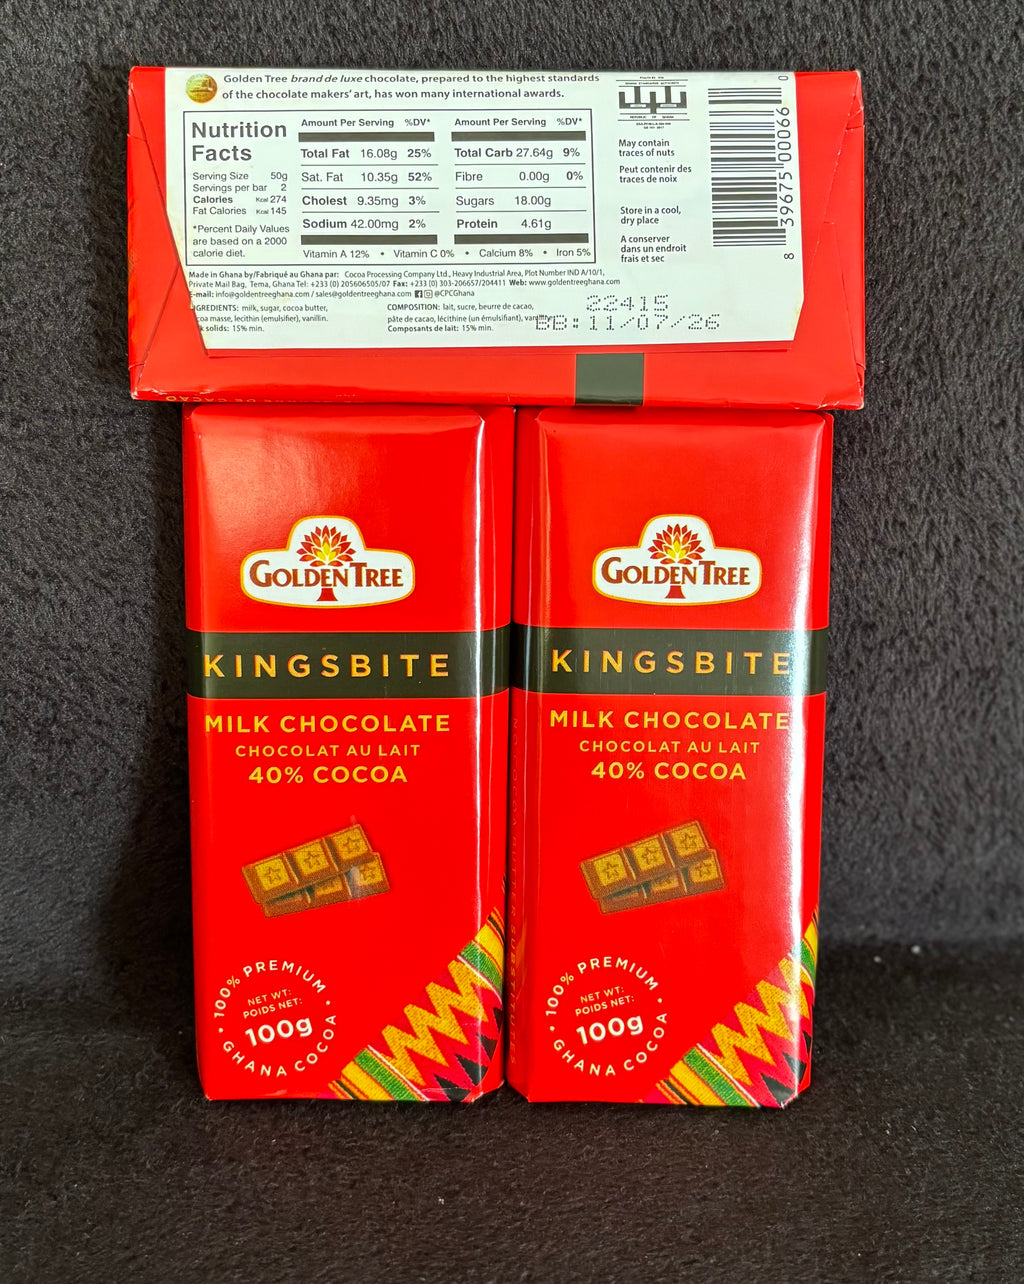 Golden Tree brand de luxe chocolate, prepared to the highest standards
of the chocolate makers' art, has won many international awards.
Nutrition
Facts
Serving Size 50g
Servings per bar 2
Calories Kcal 274
Fat Calories Kcal 145
*Percent Daily Values
are based on a 2000
calorie diet.
Amount Per Serving %DV*
Total Fat 16.08g 25%
Sat. Fat 10.35g 52%
Cholest 9.35mg 3%
Sodium 42.00mg 2%
Amount Per Serving %DV*
Total Carb 27.64g 9%
Fibre 0.00g 0%
Sugars 18.00g
Protein 4.61g
Vitamin A 12% • Vitamin C 0% • Calcium 8% • Iron 5%
REPUBLIC OF GHANA
May contain
traces of nuts
Peut contenir des
traces de noix
Store in a cool,
dry place
A conserver
dans un endroit
frais et sec
8 39675 00066 0
Made in Ghana by/Fabriqué au Ghana par: Cocoa Processing Company Ltd., Heavy Industrial Area, Plot Number IND A/10/1,
Private Mail Bag, Tema, Ghana Tel: +233 (0) 205606505/07 Fax: +233 (0) 303-206657/204411 Web: www.goldentreeghana.com
E-mail: info@goldentreeghana.com / sales@goldentreeghana.com @CPCGhana
GREDIENTS: milk, sugar, cocoa butter,
coa masse, lecithin (emulsifier), vanillin.
k solids: 15% min.
COMPOSITION: lait, sucre, beurre de cacao,
pâte de cacao, lécithine (un émulsifiant), vanilline.
Composants de lait: 15% min.
22415
BB: 11/07/26
DE CACAO
GOLDEN TREE
KINGSBITE
MILK CHOCOLATE
CHOCOLAT AU LAIT
40% COCOA
100% PREMIUM
NET WT:
POIDS NET:
100g
GHANA COCOA
GOLDEN TREE
KINGSBITE
MILK CHOCOLATE
CHOCOLAT AU LAIT
40% COCOA
100% PREMIUM
NET WT:
POIDS NET:
100g
GHANA COCOA
NO COCOA BUTTER SUBSTITUTES